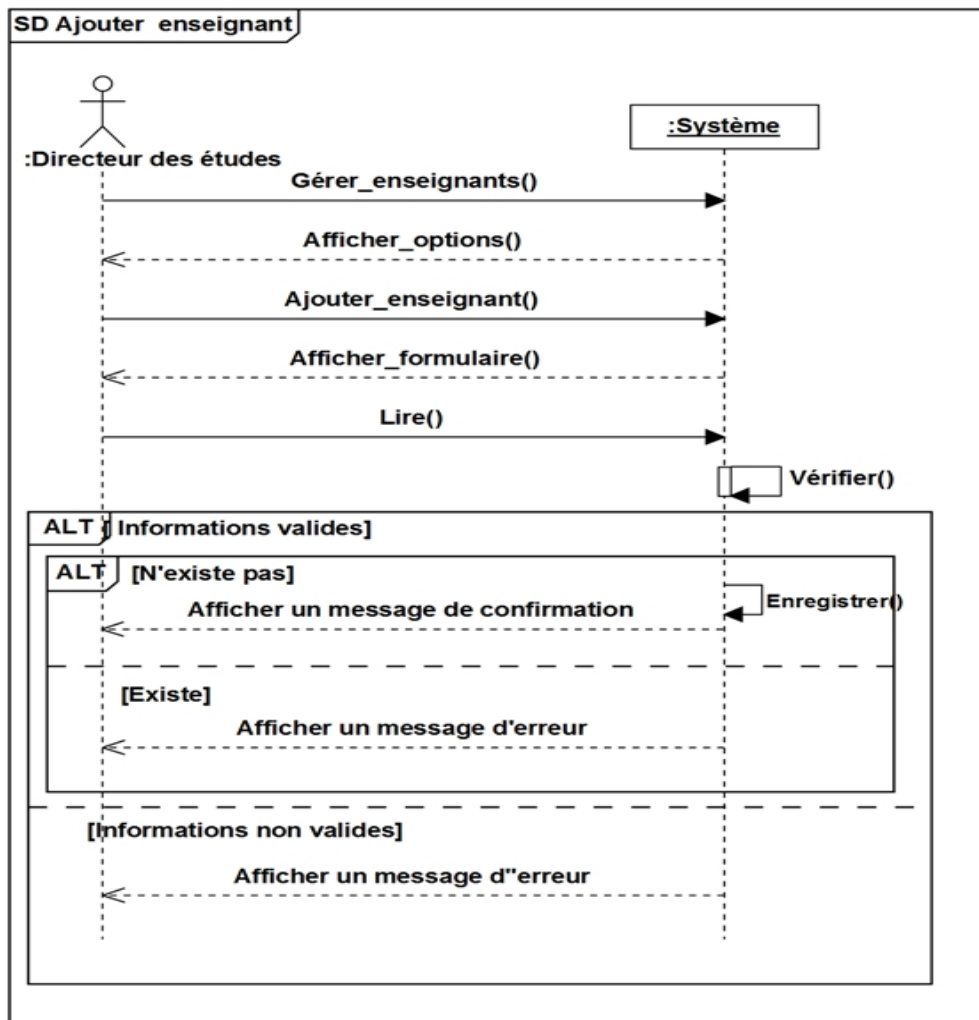 SD Ajouter enseignant
:Système
:Directeur des études
Gérer_enseignants()
Afficher_options()
Ajouter_enseignant()
Afficher_formulaire()
Lire()
Vérifier()
ALT [ Informations valides]
ALT [N'existe pas]
Enregistrer()
Afficher un message de confirmation
[Existe]
Afficher un message d'erreur
[Informations non valides]
Afficher un message d''erreur